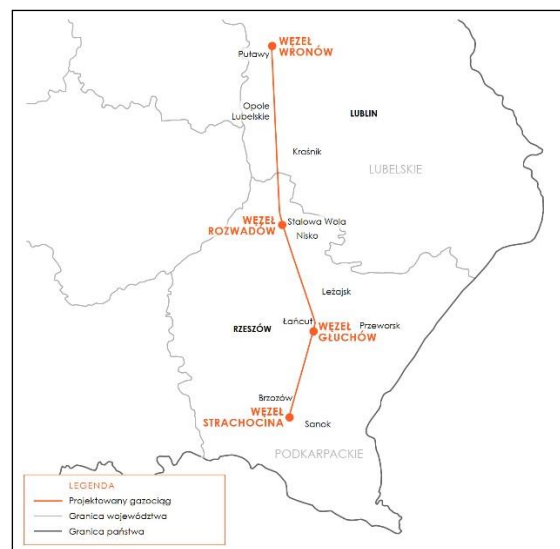 WĘZEŁ
WRONÓW
Puławy
Opole
Lubelskie
LUBLIN
Kraśnik
LUBELSKIE
WĘZEŁ
ROZWADÓW
Stalowa Wola
Nisko
Leżajsk
RZESZÓW
Łańcut
Przeworsk
WĘZEŁ
GŁUCHÓW
Brzozów
WĘZEŁ
STRACHOCINA
Sanok
PODKARPACKIE
LEGENDA
Projektowany gazociąg
Granica województwa
Granica państwa